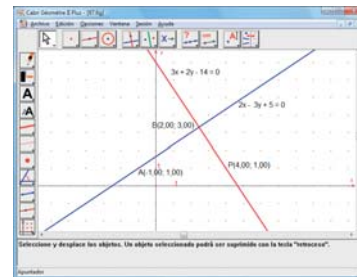 Cabri Géomètre II Plus - [97.fig]
Archivo Edición Opciones Ventana Sesión Ayuda
3x + 2y - 14 = 0
2x - 3y + 5 = 0
B(2,00; 3,00)
P(4,00; 1,00)
A(-1,00; 1,00)
Seleccione y desplace los objetos. Un objeto seleccionado podrá ser suprimido con la tecla "retroceso".
Apuntador